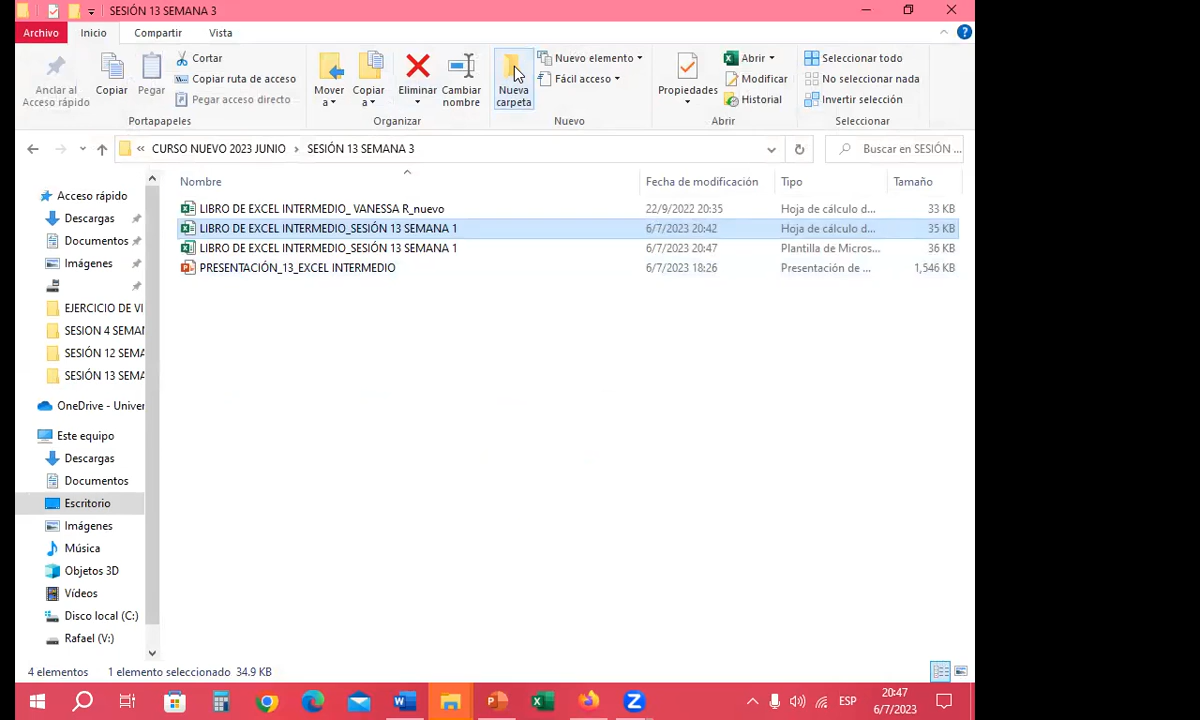 SESIÓN 13 SEMANA 3
Archivo Inicio Compartir Vista
Anclar al Acceso rápido
Copiar
Pegar
Cortar
Copiar ruta de acceso
Pegar acceso directo
Portapapeles
Mover a
Copiar a
Eliminar
Cambiar nombre
Organizar
Nueva carpeta
Nuevo elemento
Fácil acceso
Nuevo
Propiedades
Abrir
Modificar
Historial
Abrir
Seleccionar todo
No seleccionar nada
Invertir selección
Seleccionar
« CURSO NUEVO 2023 JUNIO > SESIÓN 13 SEMANA 3
Buscar en SESIÓN ...
Nombre Fecha de modificación Tipo Tamaño
LIBRO DE EXCEL INTERMEDIO_ VANESSA R_nuevo 22/9/2022 20:35 Hoja de cálculo d... 33 KB
LIBRO DE EXCEL INTERMEDIO_SESIÓN 13 SEMANA 1 6/7/2023 20:42 Hoja de cálculo d... 35 KB
LIBRO DE EXCEL INTERMEDIO_SESIÓN 13 SEMANA 1 6/7/2023 20:47 Plantilla de Micros... 36 KB
PRESENTACIÓN_13_EXCEL INTERMEDIO 6/7/2023 18:26 Presentación de ... 1,546 KB
Acceso rápido
Descargas
Documentos
Imágenes
EJERCICIO DE VI
SESION 4 SEMAN
SESIÓN 12 SEMA
SESIÓN 13 SEMA
OneDrive - Univer
Este equipo
Descargas
Documentos
Escritorio
Imágenes
Música
Objetos 3D
Vídeos
Disco local (C:)
Rafael (V:)
4 elementos 1 elemento seleccionado 34.9 KB
ESP
20:47
6/7/2023